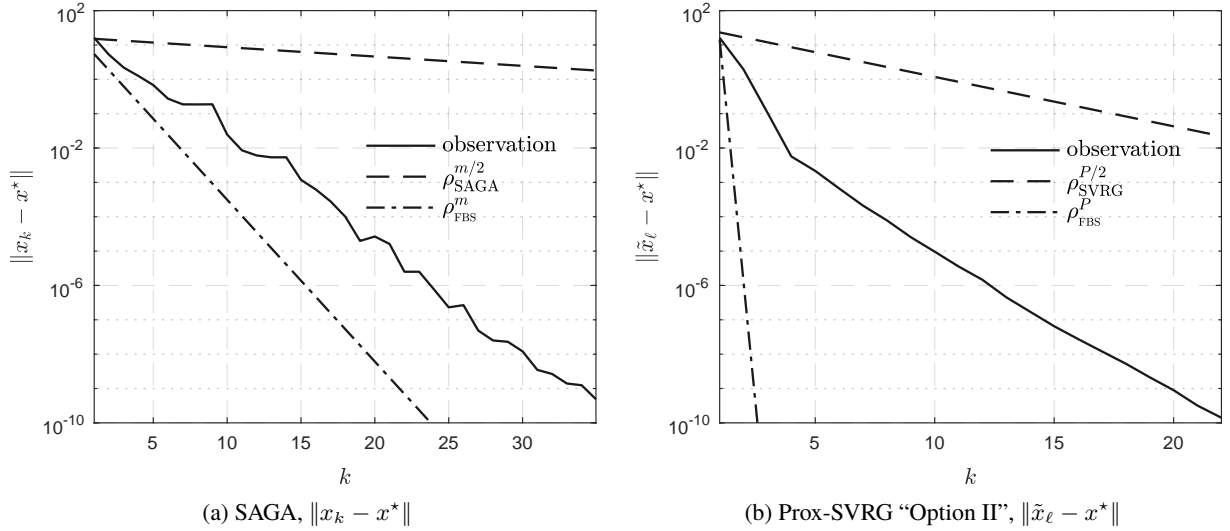 10^2
10^-2
10^-6
10^-10
‖x_k − x^⋆‖
observation
ρ_SAGA^{m/2}
ρ_FBS^m
5 10 15 20 25 30 35
k
(a) SAGA, ‖x_k − x^⋆‖
10^2
10^-2
10^-6
10^-10
‖x̃_ℓ − x^⋆‖
observation
ρ_SVRG^{P/2}
ρ_FBS^P
5 10 15 20
k
(b) Prox-SVRG “Option II”, ‖x̃_ℓ − x^⋆‖